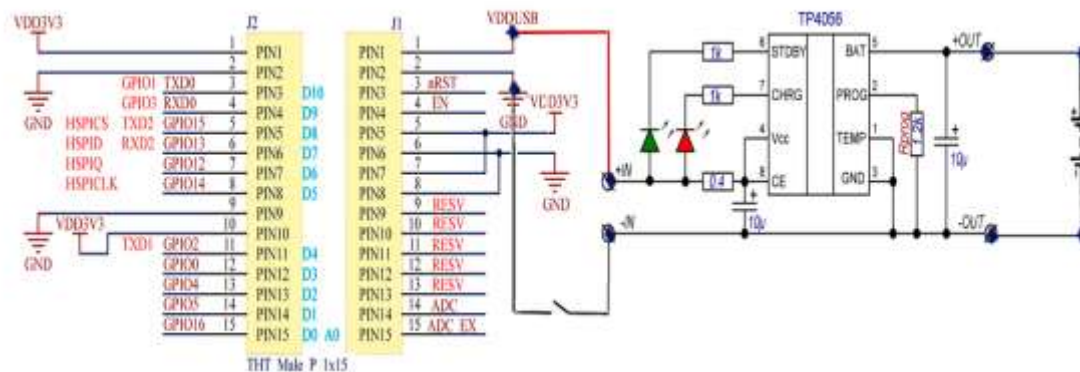 VDD3V3
J2
1 PIN1
2 PIN2
GPIO1 TXD0 3 PIN3 D10
GND GPIO3 RXD0 4 PIN4 D9
HSPICS TXD2 GPIO15 5 PIN5 D8
HSPID RXD2 GPIO13 6 PIN6 D7
HSPIQ GPIO12 7 PIN7 D6
HSPICLK GPIO14 8 PIN8 D5
9 PIN9
VDD3V3 10 PIN10
GND TXD1 GPIO2 11 PIN11 D4
GPIO0 12 PIN12 D3
GPIO4 13 PIN13 D2
GPIO5 14 PIN14 D1
GPIO16 15 PIN15 D0 A0
THT Male P 1x15
J1
VDDUSB
PIN1 1
PIN2 2
PIN3 3 nRST
PIN4 4 EN
GND VDD3V3
PIN5 5
PIN6 6
PIN7 7
PIN8 8
GND
PIN9 9 RESV
PIN10 10 RESV
PIN11 11 RESV
PIN12 12 RESV
PIN13 13 RESV
PIN14 14 ADC
PIN15 15 ADC EX
TP4056
1k 6 STDBY BAT 5 +OUT
1k 7 CHRG PROG 2
4 Vcc TEMP 1
Rprog 1.2k
+IN 0.4 8 CE GND 3
10µ
10µ
-IN -OUT
+
-